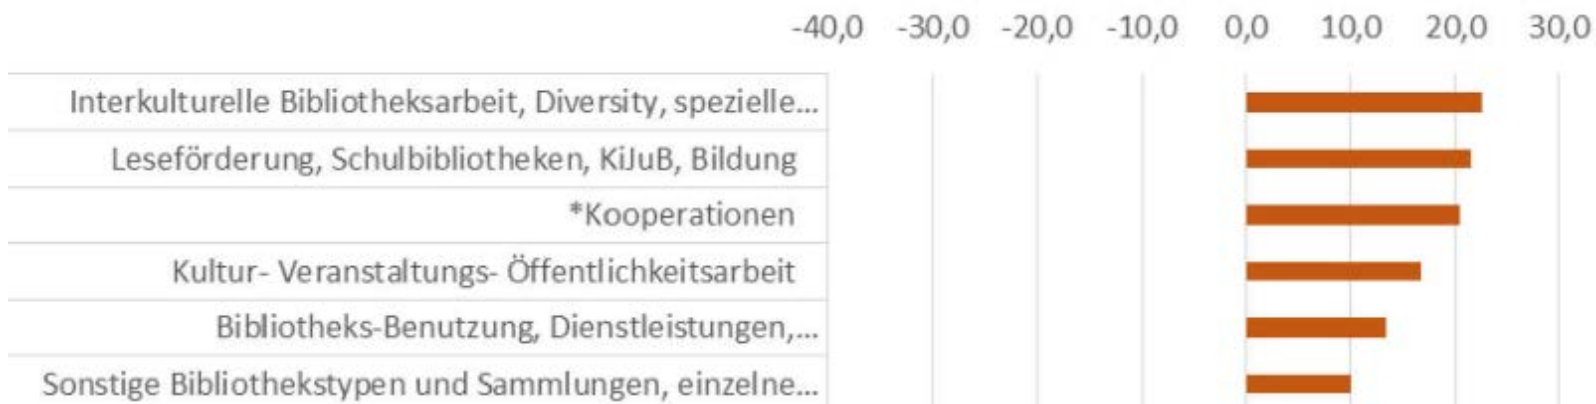 -40,0 -30,0 -20,0 -10,0 0,0 10,0 20,0 30,0
Interkulturelle Bibliotheksarbeit, Diversity, spezielle...
Leseförderung, Schulbibliotheken, KiJuB, Bildung
*Kooperationen
Kultur- Veranstaltungs- Öffentlichkeitsarbeit
Bibliotheks-Benutzung, Dienstleistungen,...
Sonstige Bibliothekstypen und Sammlungen, einzelne...